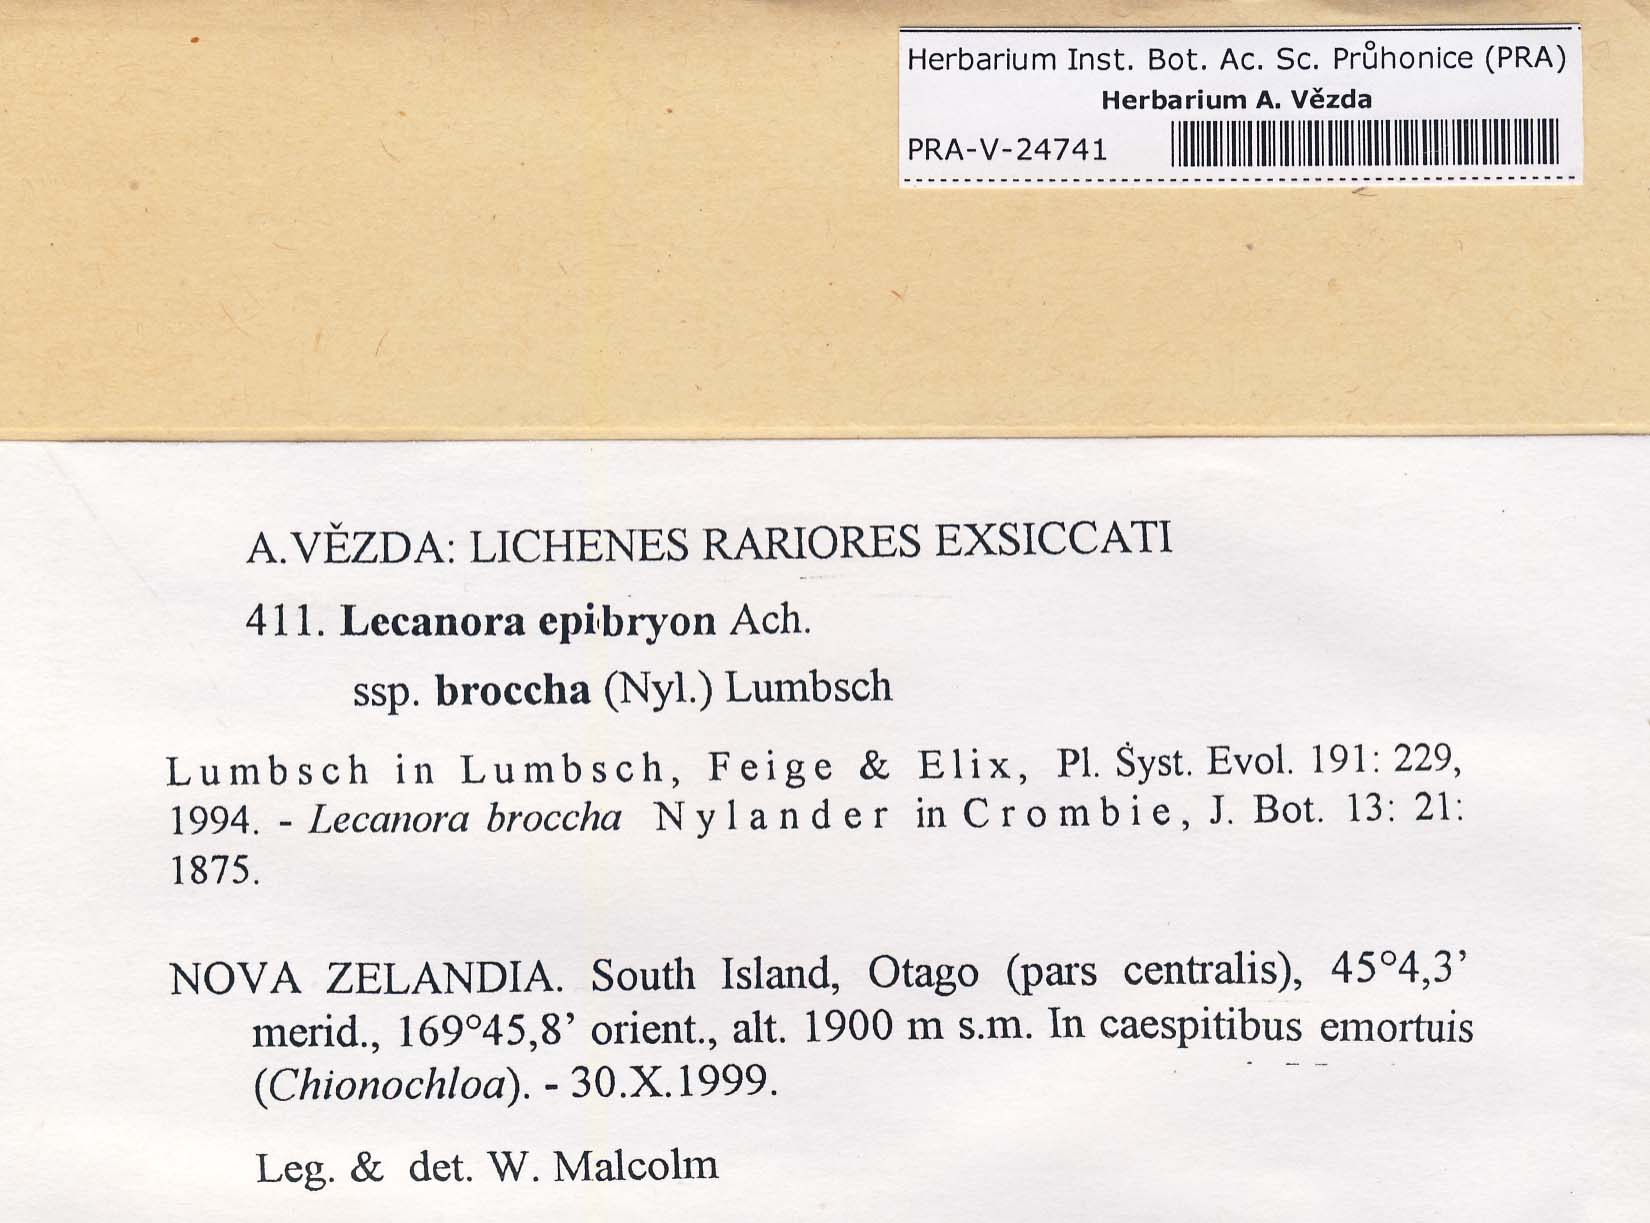 Herbarium Inst. Bot. Ac. Sc. Průhonice (PRA)
Herbarium A. Vězda
PRA-V-24741
A.VĚZDA: LICHENES RARIORES EXSICCATI
411. Lecanora epibryon Ach.
ssp. broccha (Nyl.) Lumbsch
Lumbsch in Lumbsch, Feige & Elix, Pl. Syst. Evol. 191: 229,
1994. - Lecanora broccha Nylander in Crombie, J. Bot. 13: 21:
1875.
NOVA ZELANDIA. South Island, Otago (pars centralis), 45°4,3’
merid., 169°45,8’ orient., alt. 1900 m s.m. In caespitibus emortuis
(Chionochloa). - 30.X.1999.
Leg. & det. W. Malcolm